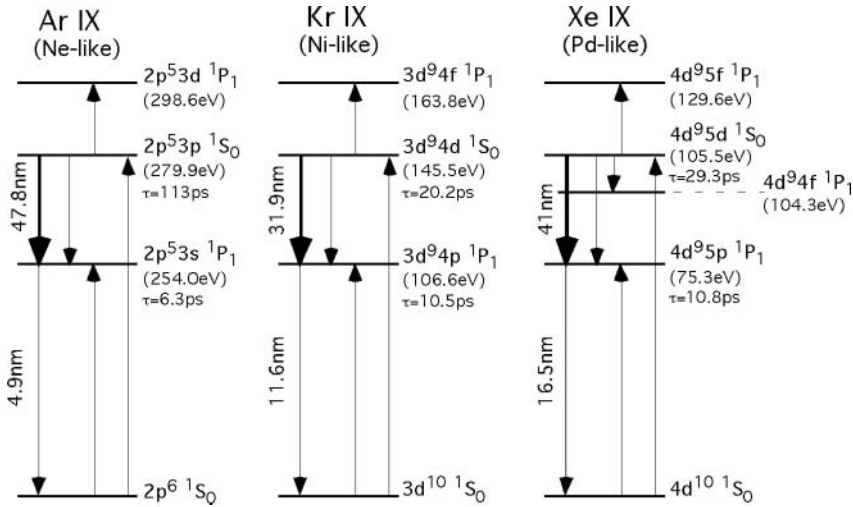 Ar IX
(Ne-like)
2p⁵3d ¹P₁
(298.6eV)
2p⁵3p ¹S₀
(279.9eV)
τ=113ps
47.8nm
2p⁵3s ¹P₁
(254.0eV)
τ=6.3ps
4.9nm
2p⁶ ¹S₀
Kr IX
(Ni-like)
3d⁹4f ¹P₁
(163.8eV)
3d⁹4d ¹S₀
(145.5eV)
τ=20.2ps
31.9nm
3d⁹4p ¹P₁
(106.6eV)
τ=10.5ps
11.6nm
3d¹⁰ ¹S₀
Xe IX
(Pd-like)
4d⁹5f ¹P₁
(129.6eV)
4d⁹5d ¹S₀
(105.5eV)
τ=29.3ps
4d⁹4f ¹P₁
(104.3eV)
41nm
4d⁹5p ¹P₁
(75.3eV)
τ=10.8ps
16.5nm
4d¹⁰ ¹S₀